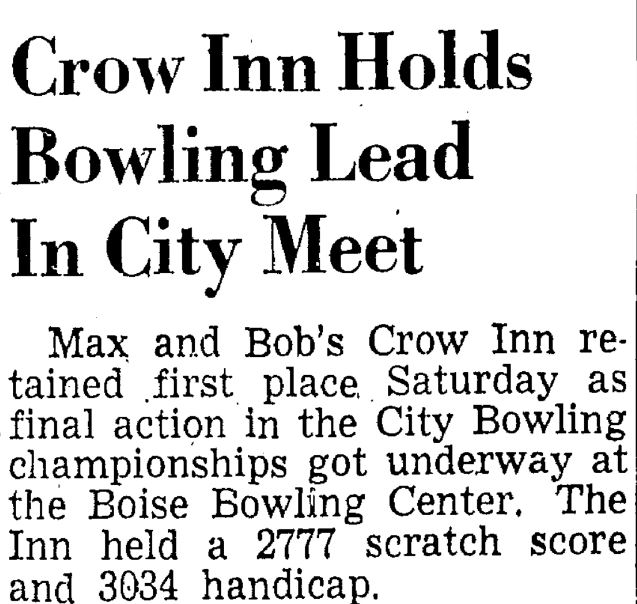 Crow Inn Holds
Bowling Lead
In City Meet
Max and Bob's Crow Inn re-
tained first place Saturday as
final action in the City Bowling
championships got underway at
the Boise Bowling Center. The
Inn held a 2777 scratch score
and 3034 handicap.